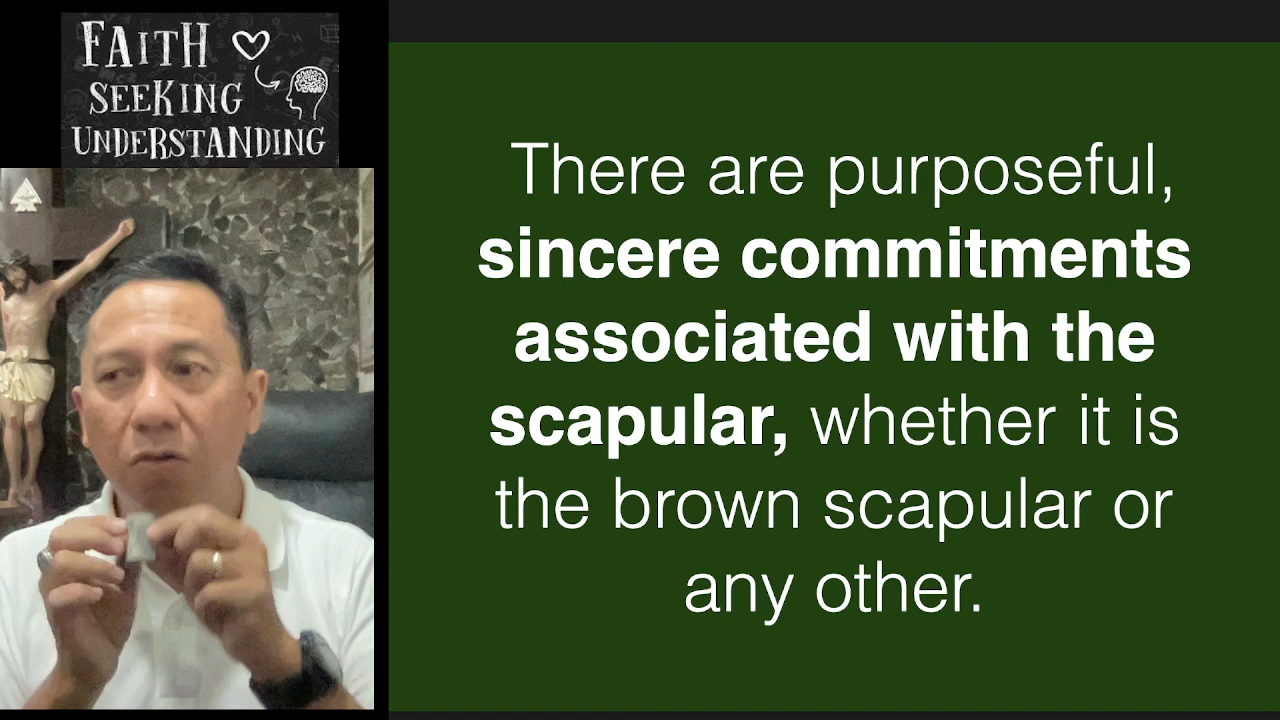 FAITH
SEEKING
UNDERSTANDING
There are purposeful,
sincere commitments
associated with the
scapular, whether it is
the brown scapular or
any other.